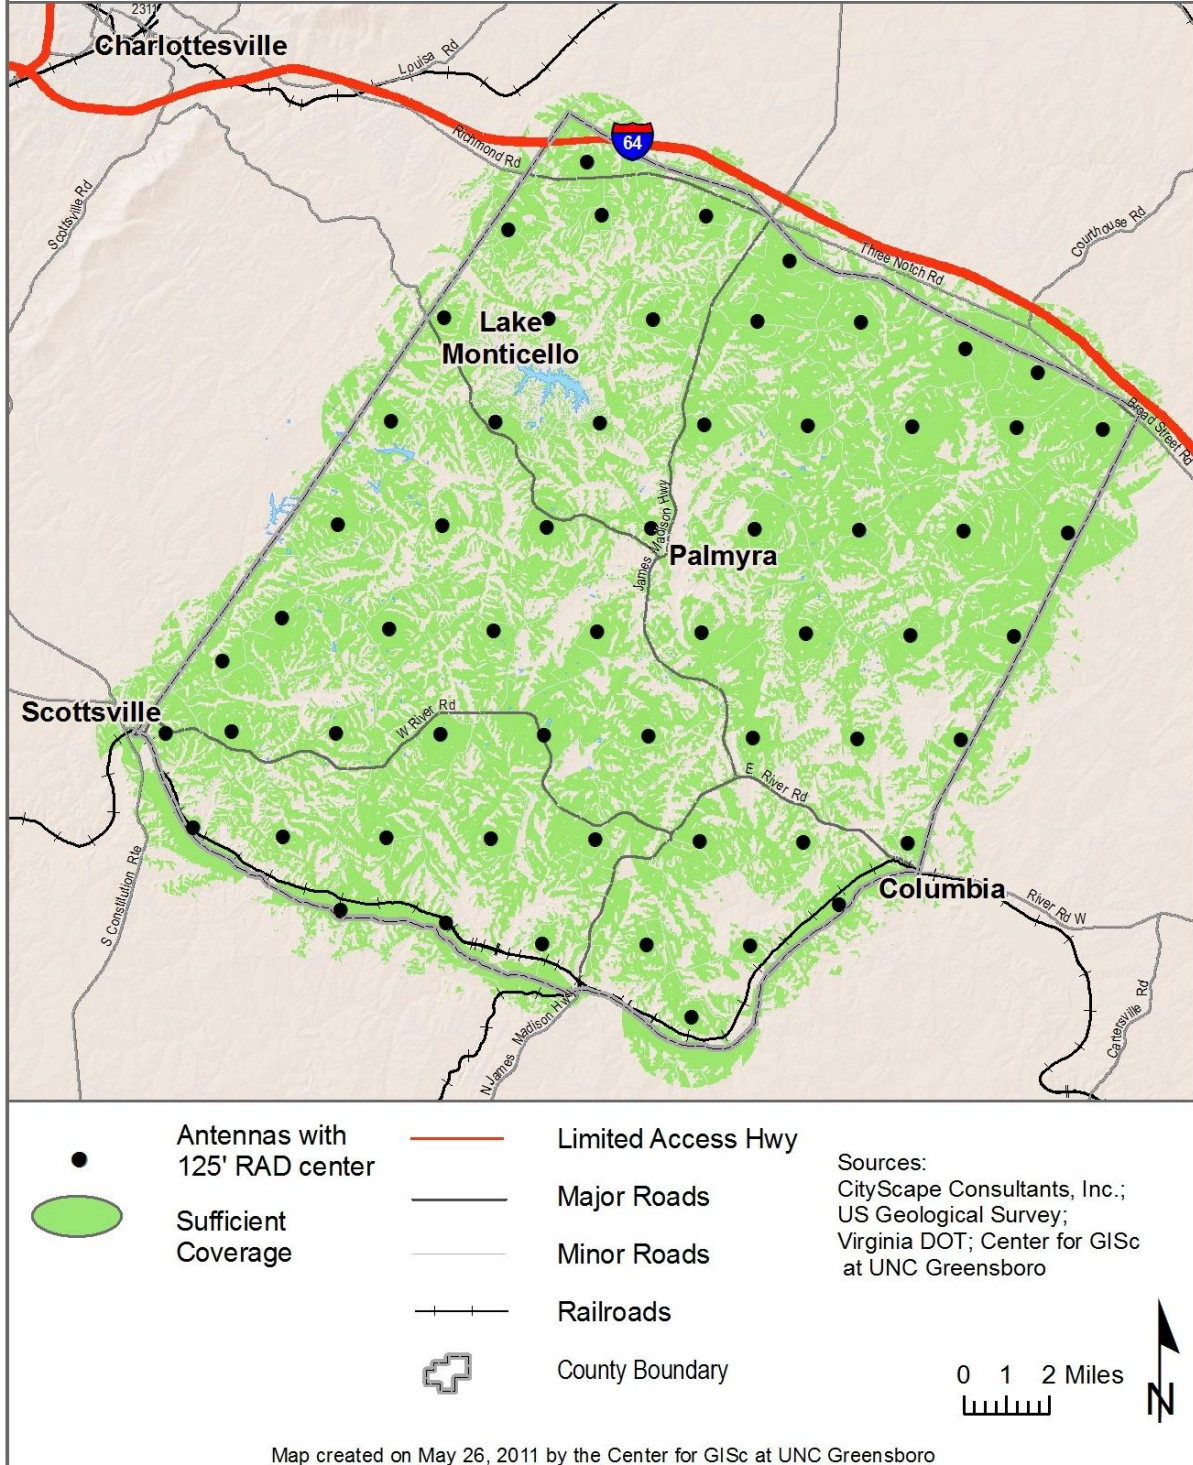 2311
Charlottesville
Louisa Rd
Richmond Rd
64
Scottsville Rd
Courthouse Rd
Three Notch Rd
Lake
Monticello
Broad Street Rd
James Madison Hwy
Palmyra
Scottsville
W River Rd
E River Rd
S Constitution Rte
Columbia
River Rd W
N James Madison Hwy
Cartersville Rd
Antennas with
125' RAD center
Sufficient
Coverage
Limited Access Hwy
Major Roads
Minor Roads
Railroads
County Boundary
Sources:
CityScape Consultants, Inc.;
US Geological Survey;
Virginia DOT; Center for GISc
at UNC Greensboro
0 1 2 Miles
N
Map created on May 26, 2011 by the Center for GISc at UNC Greensboro